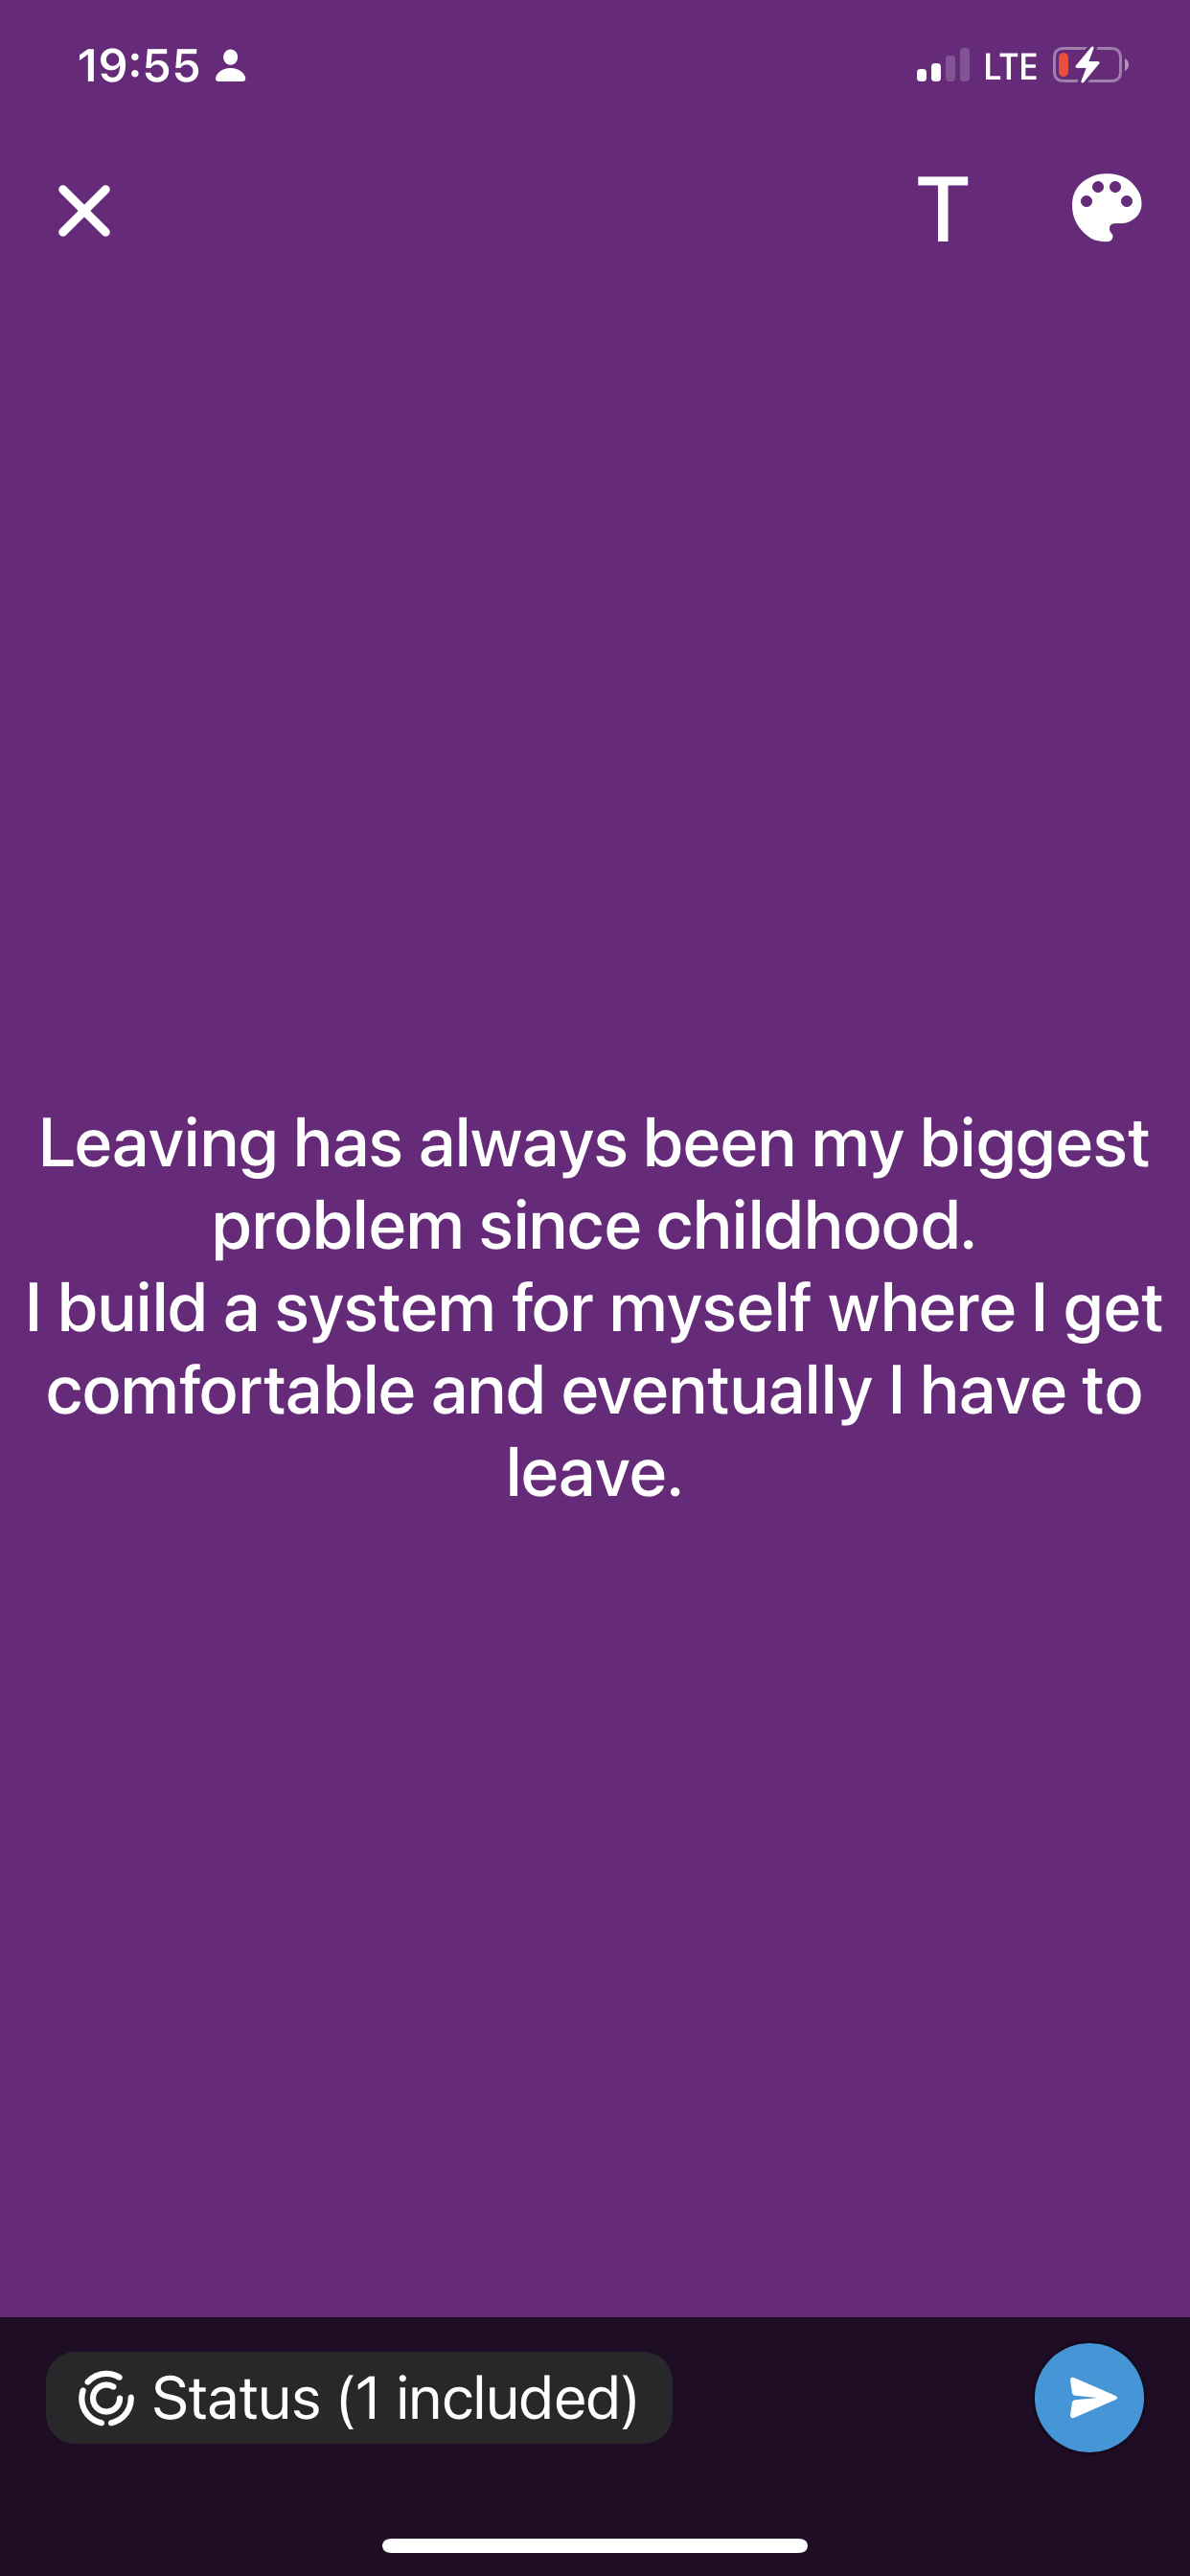 19:55
LTE
T
Leaving has always been my biggest
problem since childhood.
I build a system for myself where I get
comfortable and eventually I have to
leave.
Status (1 included)